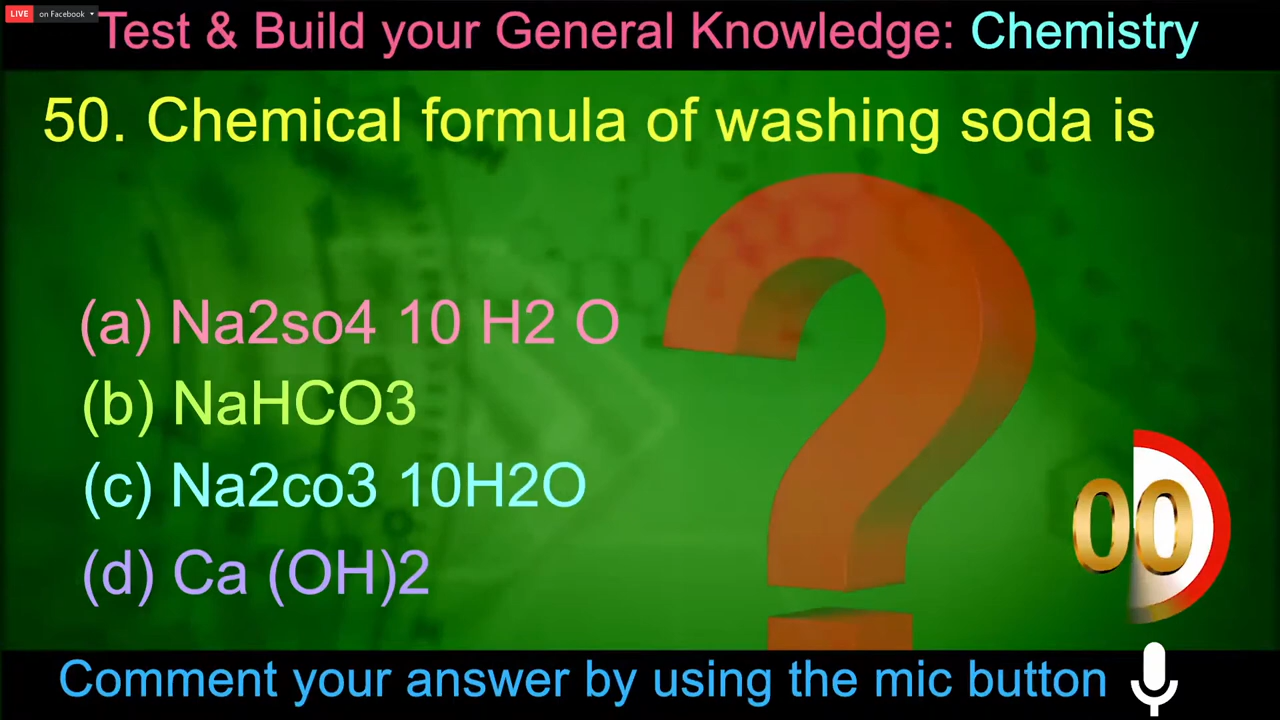 LIVE on Facebook
Test & Build your General Knowledge: Chemistry
50. Chemical formula of washing soda is
(a) Na2so4 10 H2 O
(b) NaHCO3
(c) Na2co3 10H2O
(d) Ca (OH)2
00
Comment your answer by using the mic button